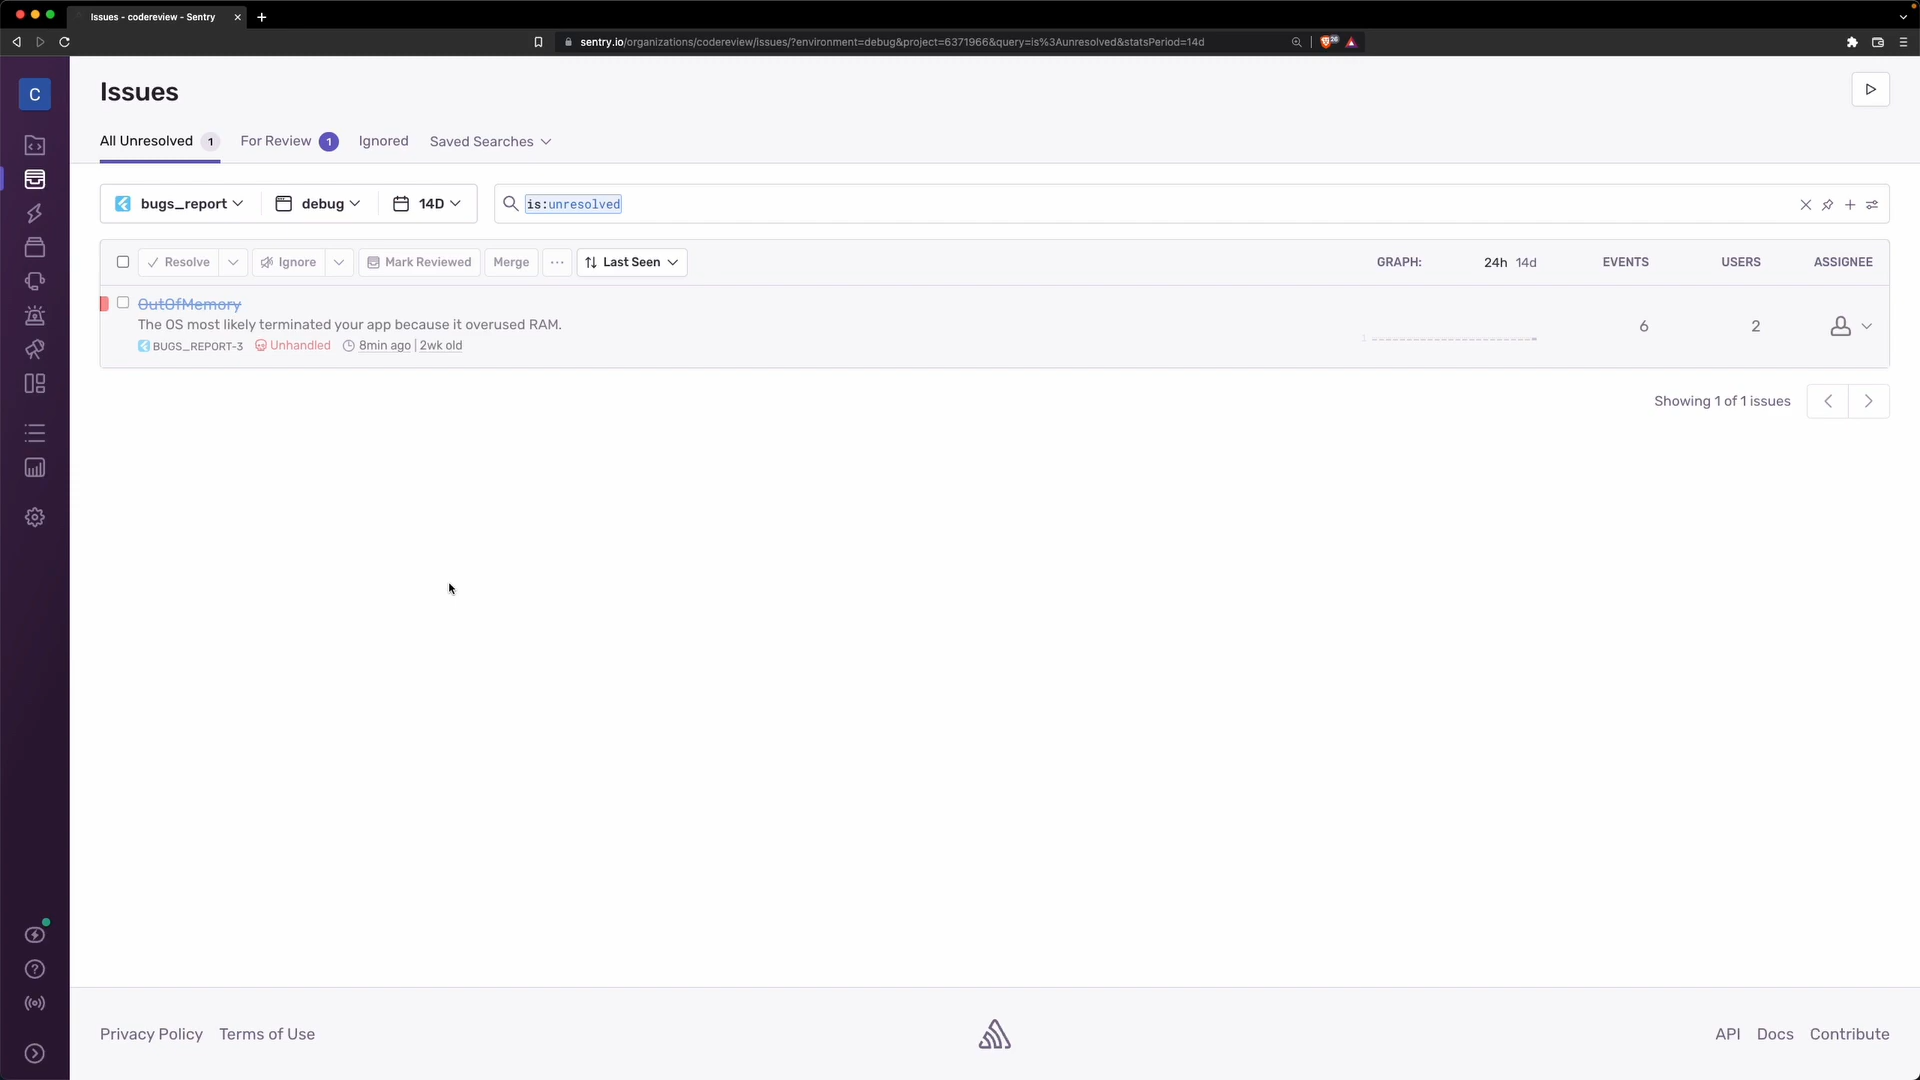 Issues - codereview - Sentry
sentry.io/organizations/codereview/issues/?environment=debug&project=6371966&query=is%3Aunresolved&statsPeriod=14d
C
Issues
All Unresolved 1 For Review 1 Ignored Saved Searches
bugs_report debug 14D is:unresolved
Resolve Ignore Mark Reviewed Merge ... Last Seen GRAPH: 24h 14d EVENTS USERS ASSIGNEE
OutOfMemory
The OS most likely terminated your app because it overused RAM.
1 6 2
BUGS_REPORT-3 Unhandled 8min ago | 2wk old
Showing 1 of 1 issues
Privacy Policy Terms of Use API Docs Contribute